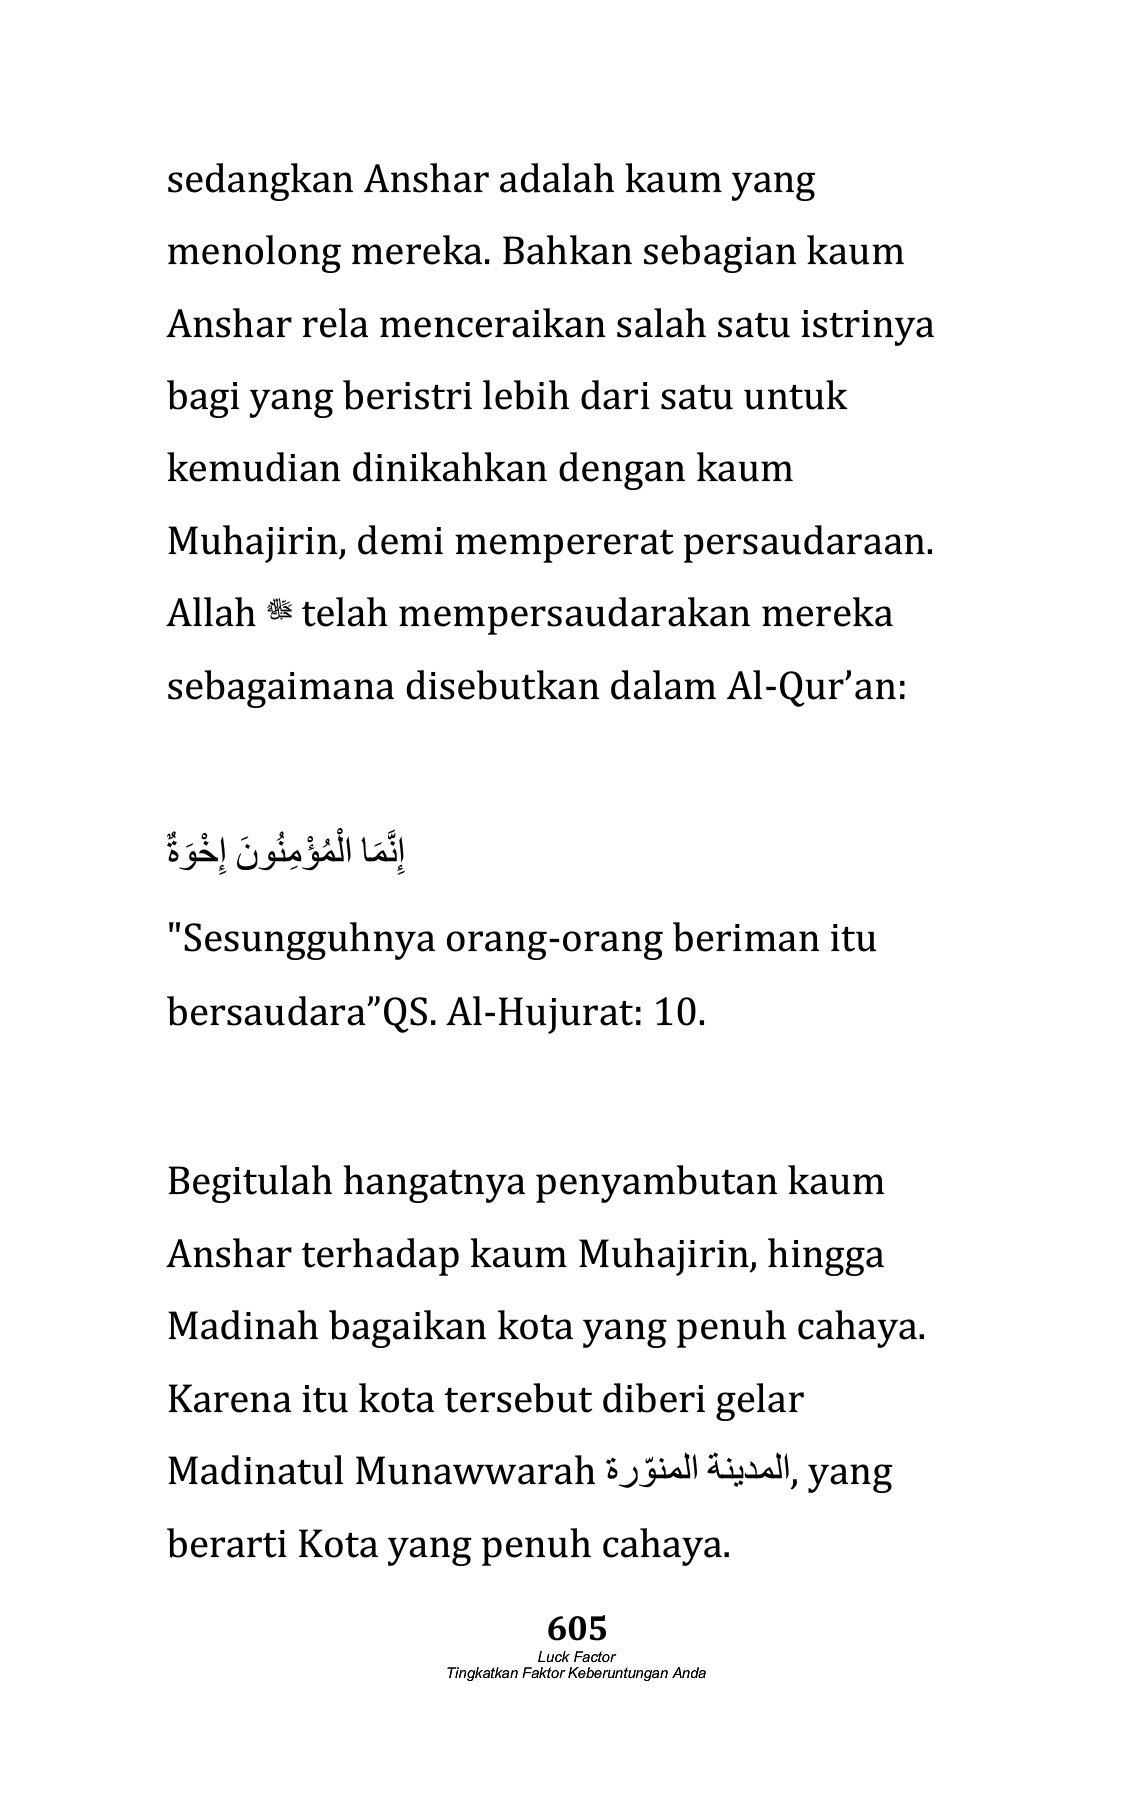 sedangkan Anshar adalah kaum yang
menolong mereka. Bahkan sebagian kaum
Anshar rela menceraikan salah satu istrinya
bagi yang beristri lebih dari satu untuk
kemudian dinikahkan dengan kaum
Muhajirin, demi mempererat persaudaraan.
Allah ﷻ telah mempersaudarakan mereka
sebagaimana disebutkan dalam Al-Qur’an:
إِنَّمَا الْمُؤْمِنُونَ إِخْوَةٌ
"Sesungguhnya orang-orang beriman itu
bersaudara”QS. Al-Hujurat: 10.
Begitulah hangatnya penyambutan kaum
Anshar terhadap kaum Muhajirin, hingga
Madinah bagaikan kota yang penuh cahaya.
Karena itu kota tersebut diberi gelar
Madinatul Munawwarah المدينة المنوّرة, yang
berarti Kota yang penuh cahaya.
605
Luck Factor
Tingkatkan Faktor Keberuntungan Anda